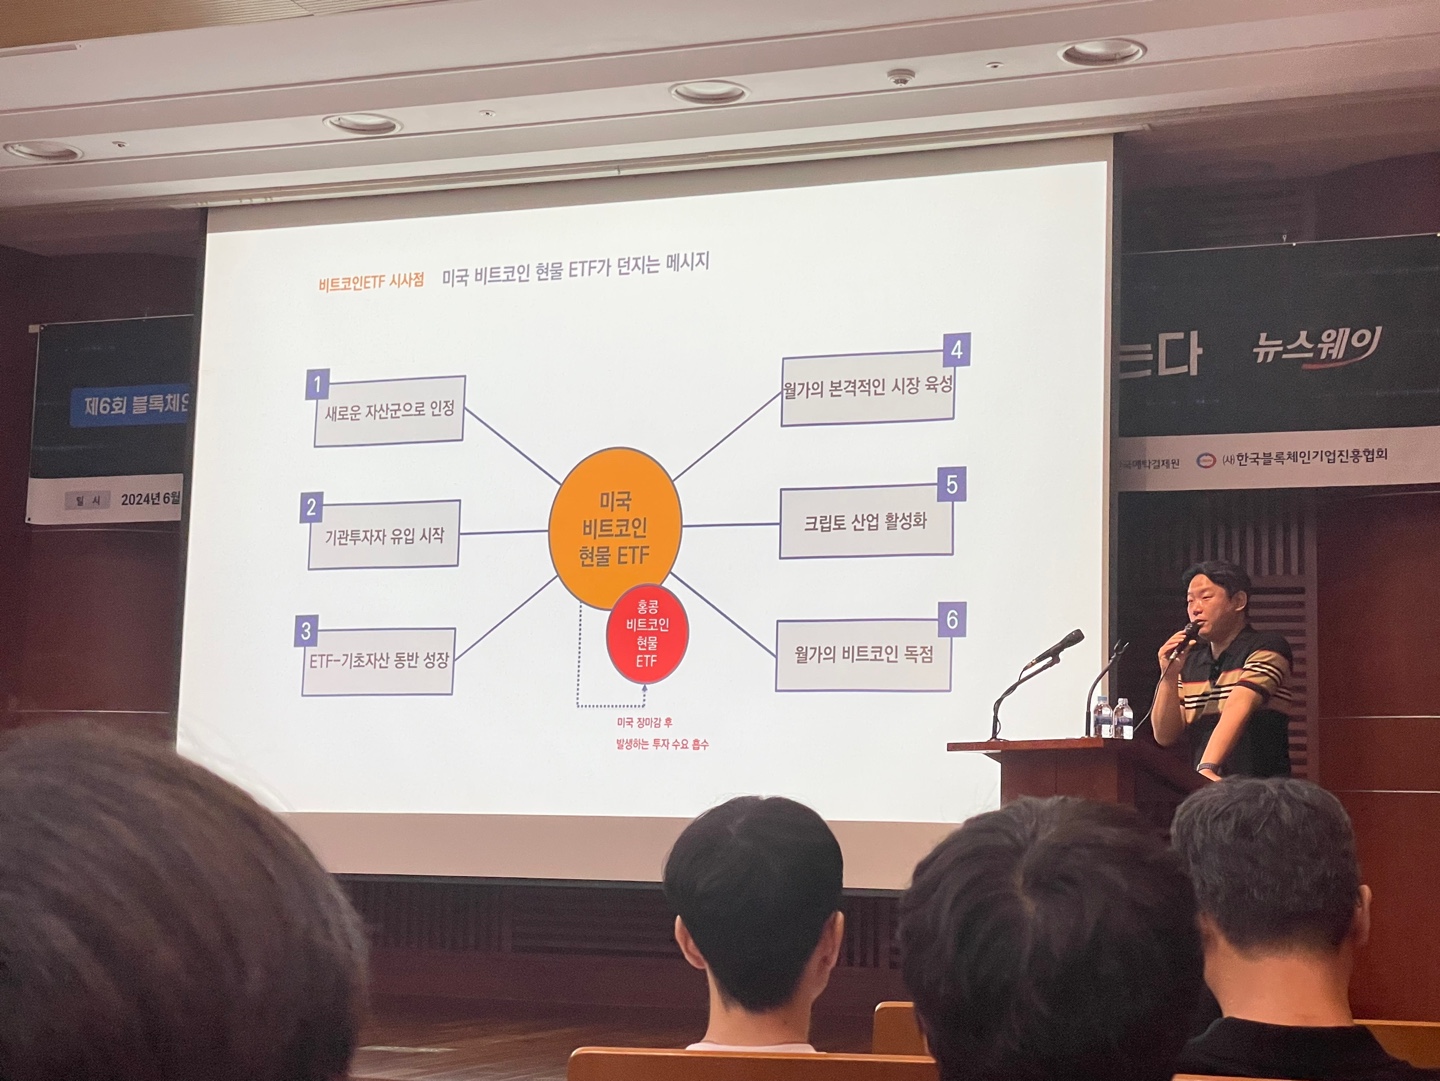 비트코인ETF 시사점 미국 비트코인 현물 ETF가 던지는 메시지
1
새로운 자산군으로 인정
2
기관투자자 유입 시작
3
ETF-기초자산 동반 성장
미국
비트코인
현물 ETF
홍콩
비트코인
현물
ETF
미국 장마감 후
발생하는 투자 수요 흡수
4
월가의 본격적인 시장 육성
5
크립토 산업 활성화
6
월가의 비트코인 독점
제6회 블록체인
일 시 2024년 6월
는다 뉴스웨이
국예탁결제원 (사)한국블록체인기업진흥협회